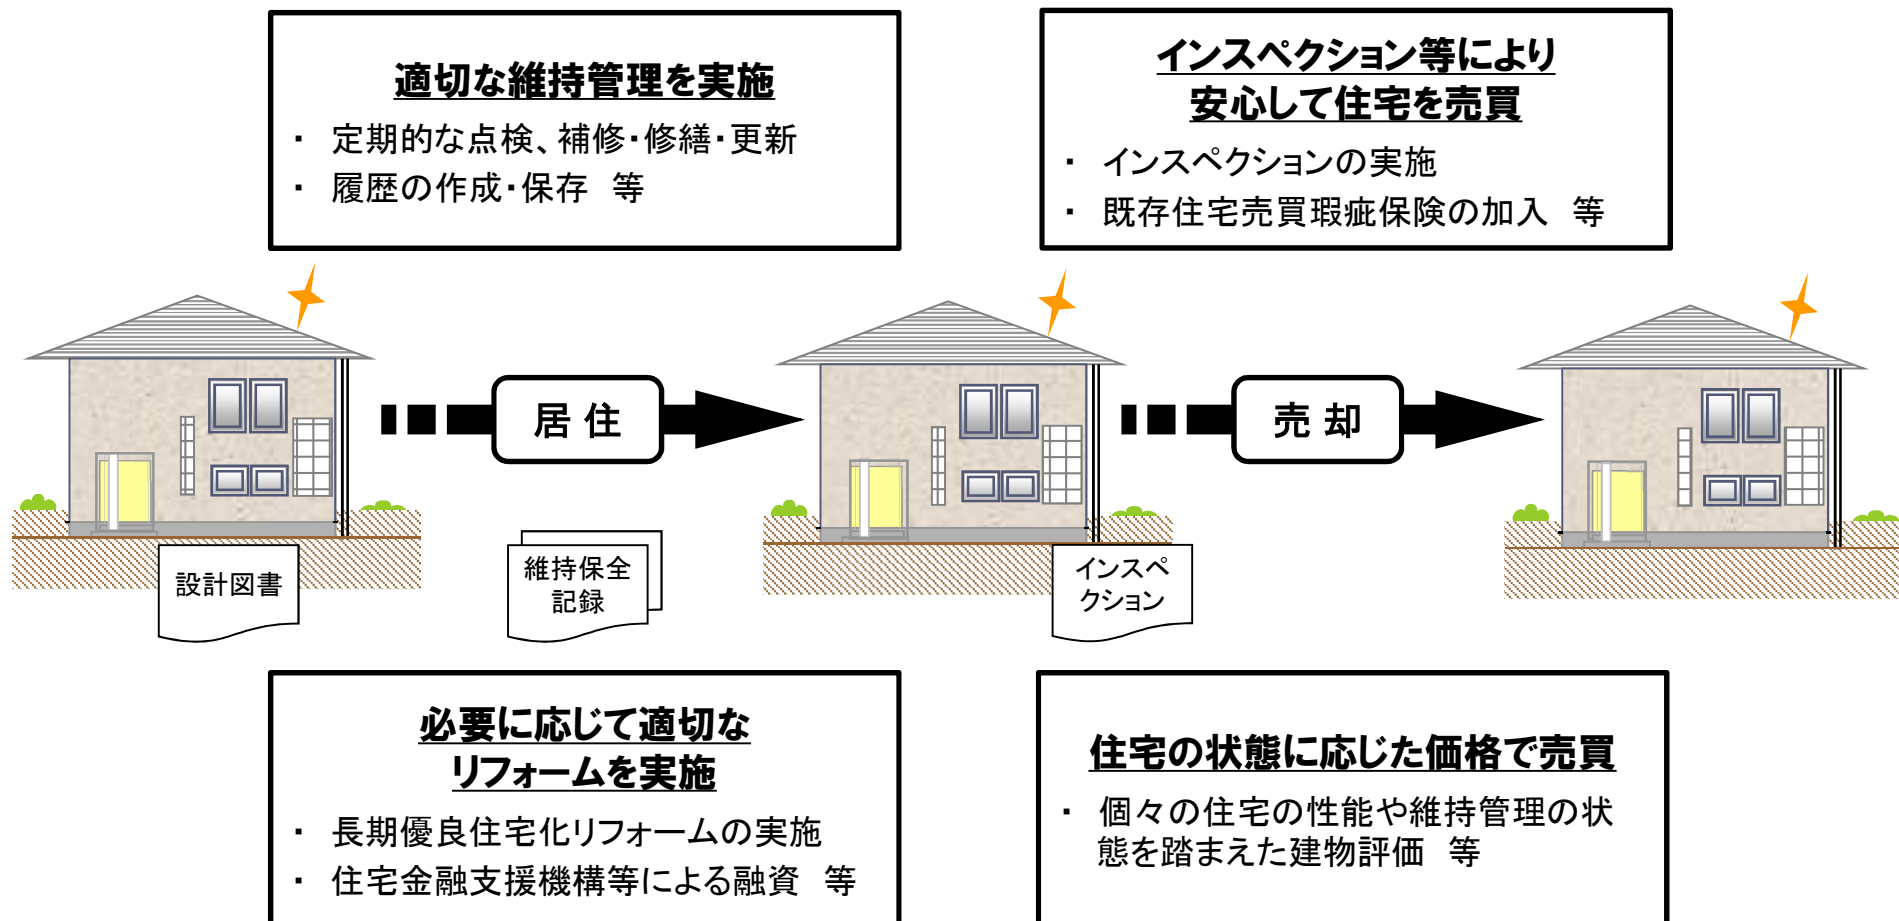 適切な維持管理を実施
・ 定期的な点検、補修・修繕・更新
・ 履歴の作成・保存 等
インスペクション等により
安心して住宅を売買
・ インスペクションの実施
・ 既存住宅売買瑕疵保険の加入 等
居 住
売 却
設計図書
維持保全
記録
インスペ
クション
必要に応じて適切な
リフォームを実施
・ 長期優良住宅化リフォームの実施
・ 住宅金融支援機構等による融資 等
住宅の状態に応じた価格で売買
・ 個々の住宅の性能や維持管理の状
態を踏まえた建物評価 等